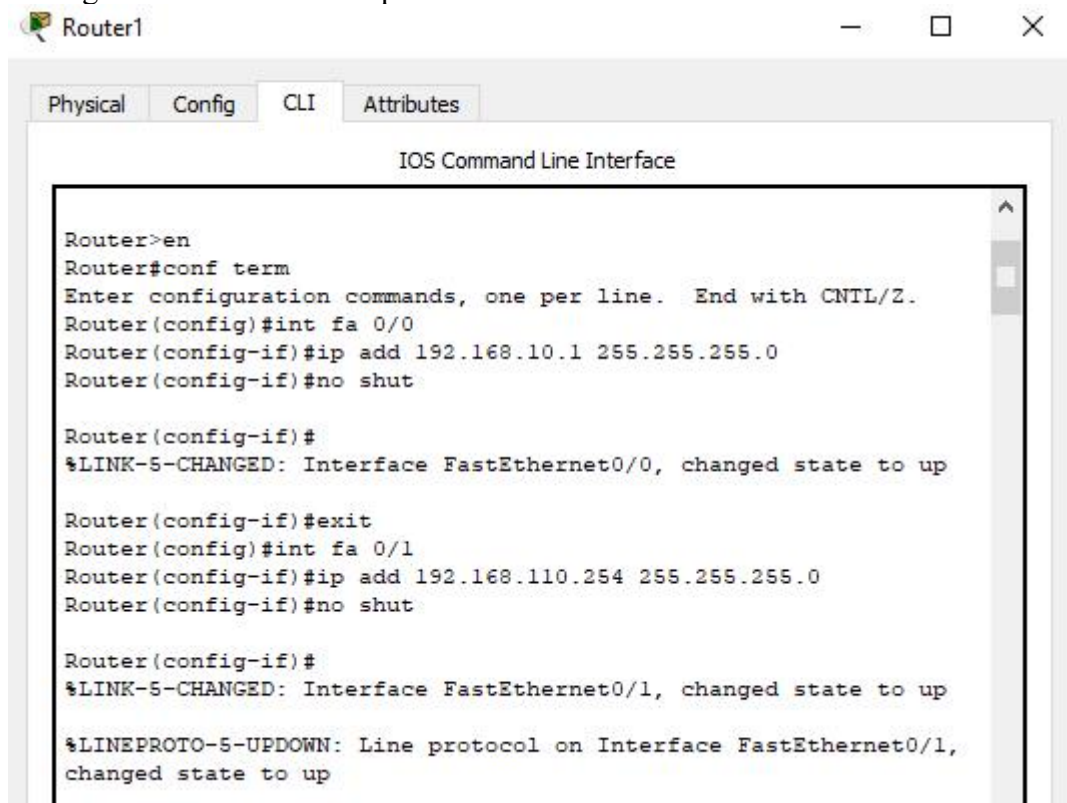 Router1
Physical Config CLI Attributes
IOS Command Line Interface
Router>en
Router#conf term
Enter configuration commands, one per line.  End with CNTL/Z.
Router(config)#int fa 0/0
Router(config-if)#ip add 192.168.10.1 255.255.255.0
Router(config-if)#no shut
Router(config-if)#
%LINK-5-CHANGED: Interface FastEthernet0/0, changed state to up
Router(config-if)#exit
Router(config)#int fa 0/1
Router(config-if)#ip add 192.168.110.254 255.255.255.0
Router(config-if)#no shut
Router(config-if)#
%LINK-5-CHANGED: Interface FastEthernet0/1, changed state to up
%LINEPROTO-5-UPDOWN: Line protocol on Interface FastEthernet0/1,
changed state to up